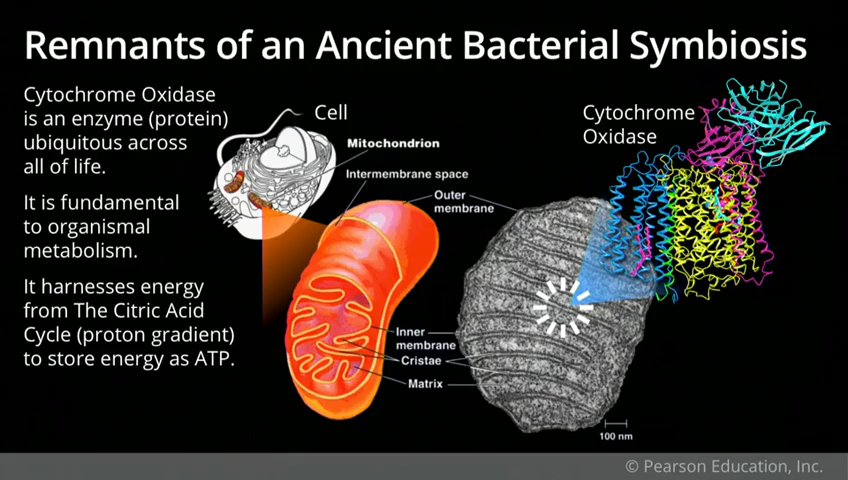 Remnants of an Ancient Bacterial Symbiosis
Cytochrome Oxidase
is an enzyme (protein)
ubiquitous across
all of life.
It is fundamental
to organismal
metabolism.
It harnesses energy
from The Citric Acid
Cycle (proton gradient)
to store energy as ATP.
Cell
Mitochondrion
Intermembrane space
Outer
membrane
Inner
membrane
Cristae
Matrix
100 nm
Cytochrome
Oxidase
© Pearson Education, Inc.